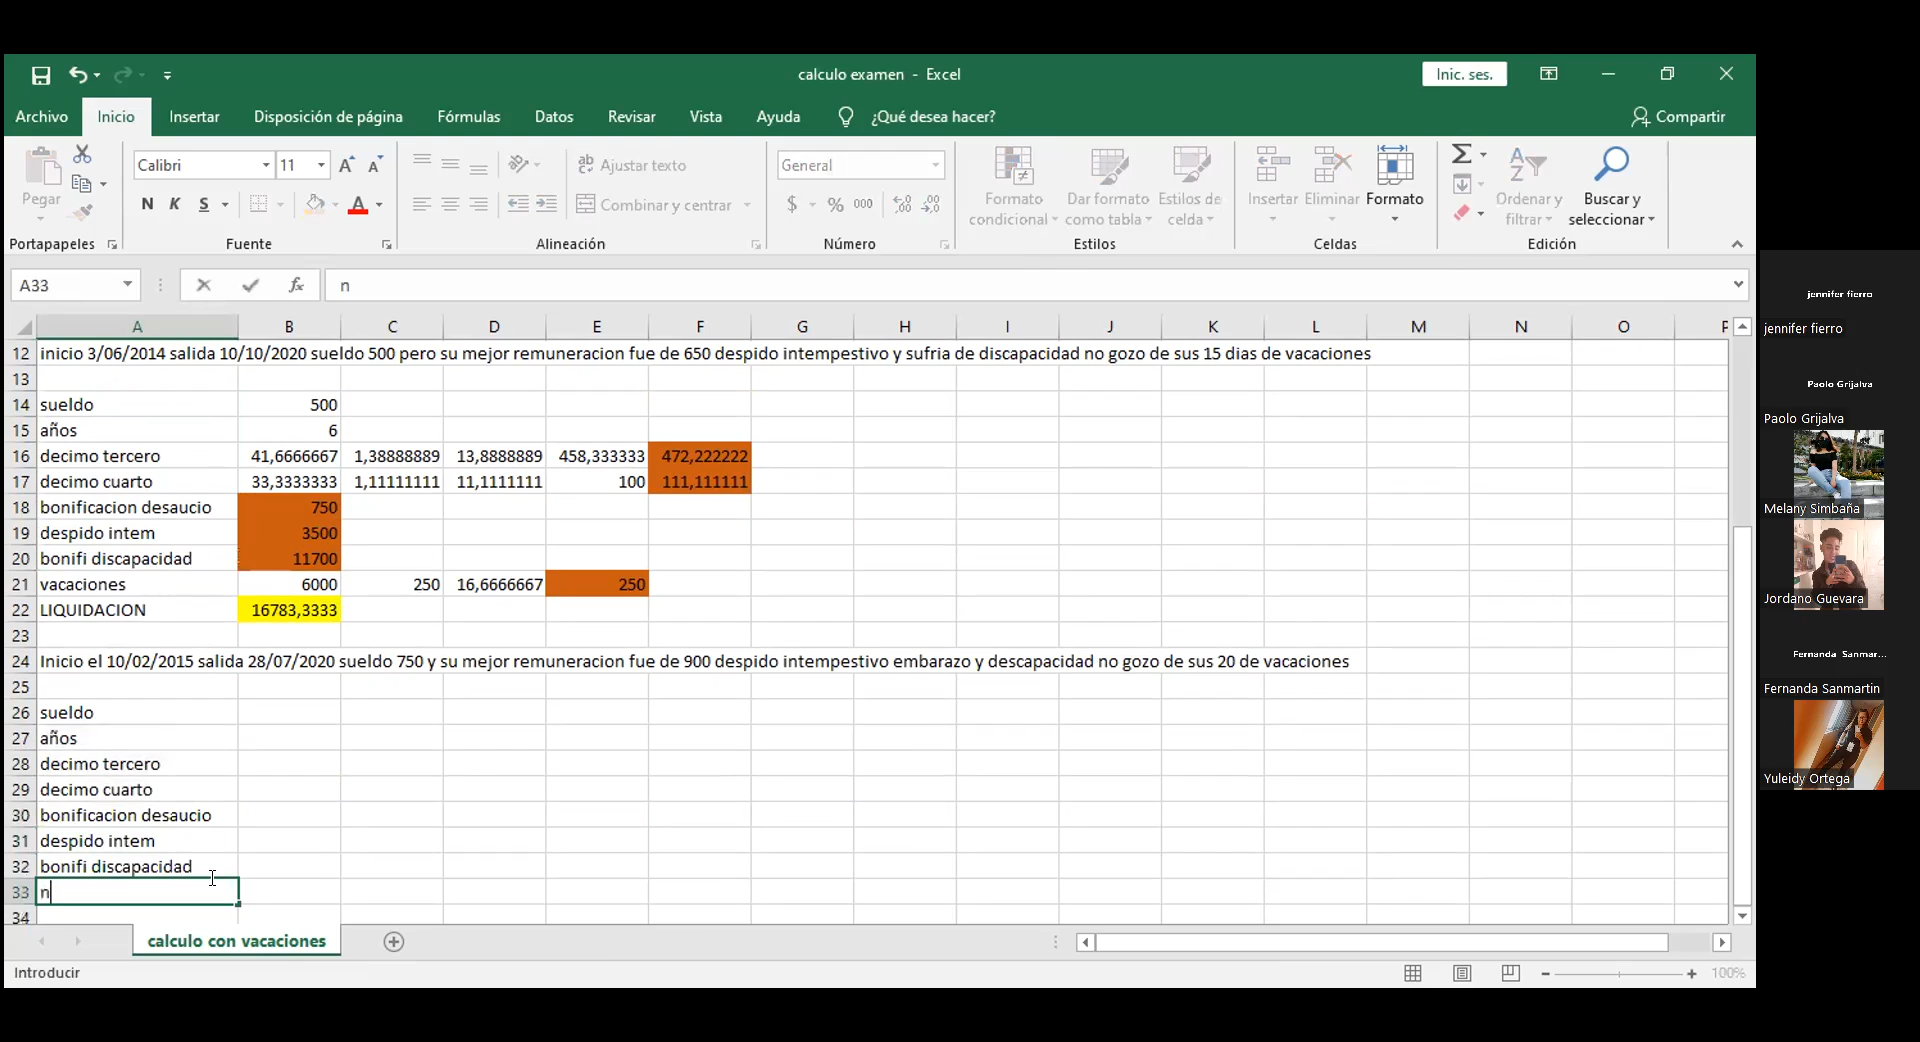 calculo examen - Excel
Inic. ses.
Archivo Inicio Insertar Disposición de página Fórmulas Datos Revisar Vista Ayuda ¿Qué desea hacer? Compartir
Pegar
Portapapeles
Calibri 11
N K S
Fuente
Ajustar texto
Combinar y centrar
Alineación
General
$ % 000
Número
Formato condicional
Dar formato como tabla
Estilos de celda
Estilos
Insertar Eliminar Formato
Celdas
Ordenar y filtrar
Buscar y seleccionar
Edición
A33 fx n
A B C D E F G H I J K L M N O P
12 inicio 3/06/2014 salida 10/10/2020 sueldo 500 pero su mejor remuneracion fue de 650 despido intempestivo y sufria de discapacidad no gozo de sus 15 dias de vacaciones
13
14 sueldo 500
15 años 6
16 decimo tercero 41,6666667 1,38888889 13,8888889 458,333333 472,222222
17 decimo cuarto 33,3333333 1,11111111 11,1111111 100 111,111111
18 bonificacion desaucio 750
19 despido intem 3500
20 bonifi discapacidad 11700
21 vacaciones 6000 250 16,6666667 250
22 LIQUIDACION 16783,3333
23
24 Inicio el 10/02/2015 salida 28/07/2020 sueldo 750 y su mejor remuneracion fue de 900 despido intempestivo embarazo y descapacidad no gozo de sus 20 de vacaciones
25
26 sueldo
27 años
28 decimo tercero
29 decimo cuarto
30 bonificacion desaucio
31 despido intem
32 bonifi discapacidad
33 n
34
calculo con vacaciones
Introducir
100%
jennifer fierro
jennifer fierro
Paolo Grijalva
Paolo Grijalva
Melany Simbaña
Jordano Guevara
Fernanda Sanmar...
Fernanda Sanmartin
Yuleidy Ortega